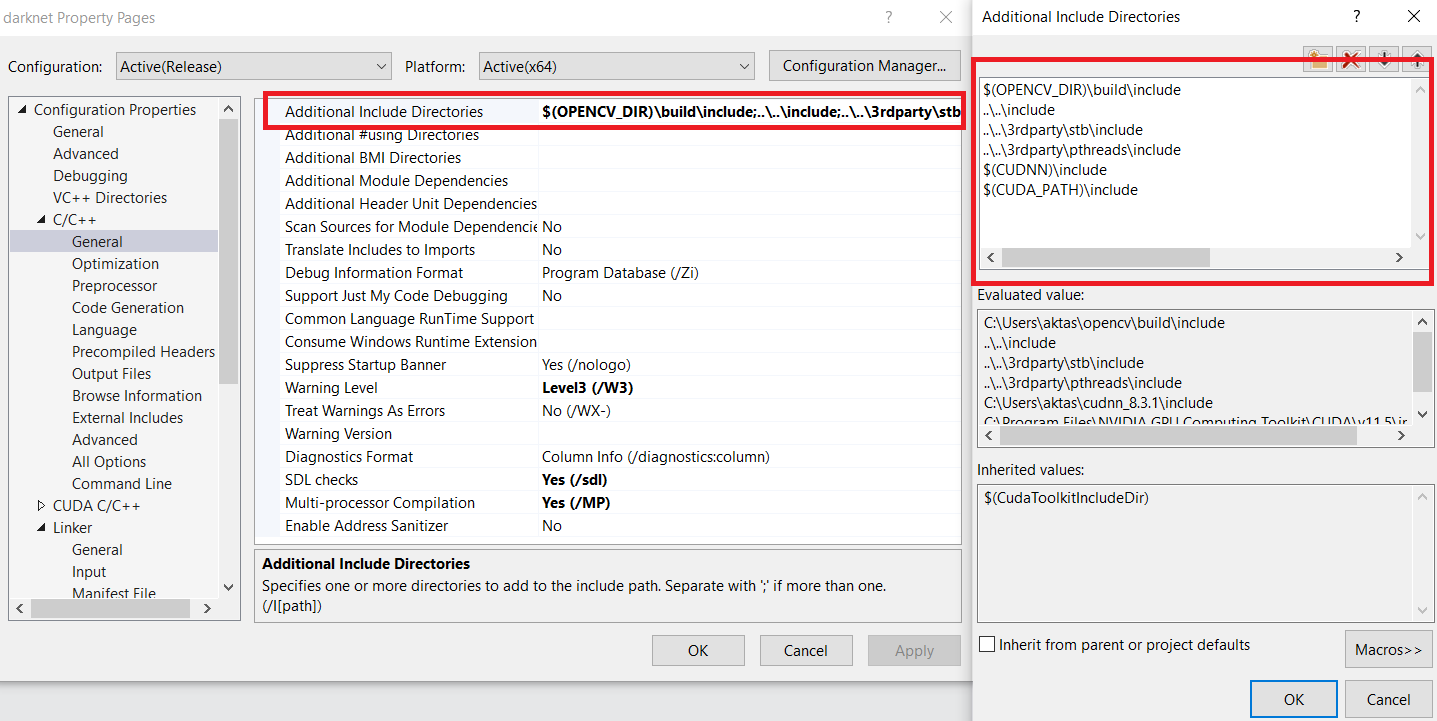 darknet Property Pages
Configuration: Active(Release) Platform: Active(x64) Configuration Manager...
Configuration Properties
General
Advanced
Debugging
VC++ Directories
C/C++
General
Optimization
Preprocessor
Code Generation
Language
Precompiled Headers
Output Files
Browse Information
External Includes
Advanced
All Options
Command Line
CUDA C/C++
Linker
General
Input
Manifest File
Additional Include Directories $(OPENCV_DIR)\build\include;..\..\include;..\..\3rdparty\stb
Additional #using Directories
Additional BMI Directories
Additional Module Dependencies
Additional Header Unit Dependencies
Scan Sources for Module Dependencie No
Translate Includes to Imports No
Debug Information Format Program Database (/Zi)
Support Just My Code Debugging No
Common Language RunTime Support
Consume Windows Runtime Extension
Suppress Startup Banner Yes (/nologo)
Warning Level Level3 (/W3)
Treat Warnings As Errors No (/WX-)
Warning Version
Diagnostics Format Column Info (/diagnostics:column)
SDL checks Yes (/sdl)
Multi-processor Compilation Yes (/MP)
Enable Address Sanitizer No
Additional Include Directories
Specifies one or more directories to add to the include path. Separate with ';' if more than one.
(/I[path])
OK Cancel Apply
Additional Include Directories
$(OPENCV_DIR)\build\include
..\..\include
..\..\3rdparty\stb\include
..\..\3rdparty\pthreads\include
$(CUDNN)\include
$(CUDA_PATH)\include
Evaluated value:
C:\Users\aktas\opencv\build\include
..\..\include
..\..\3rdparty\stb\include
..\..\3rdparty\pthreads\include
C:\Users\aktas\cudnn_8.3.1\include
C:\Program Files\NVIDIA GPU Computing Toolkit\CUDA\v11.5\ir
Inherited values:
$(CudaToolkitIncludeDir)
Inherit from parent or project defaults
Macros>>
OK Cancel